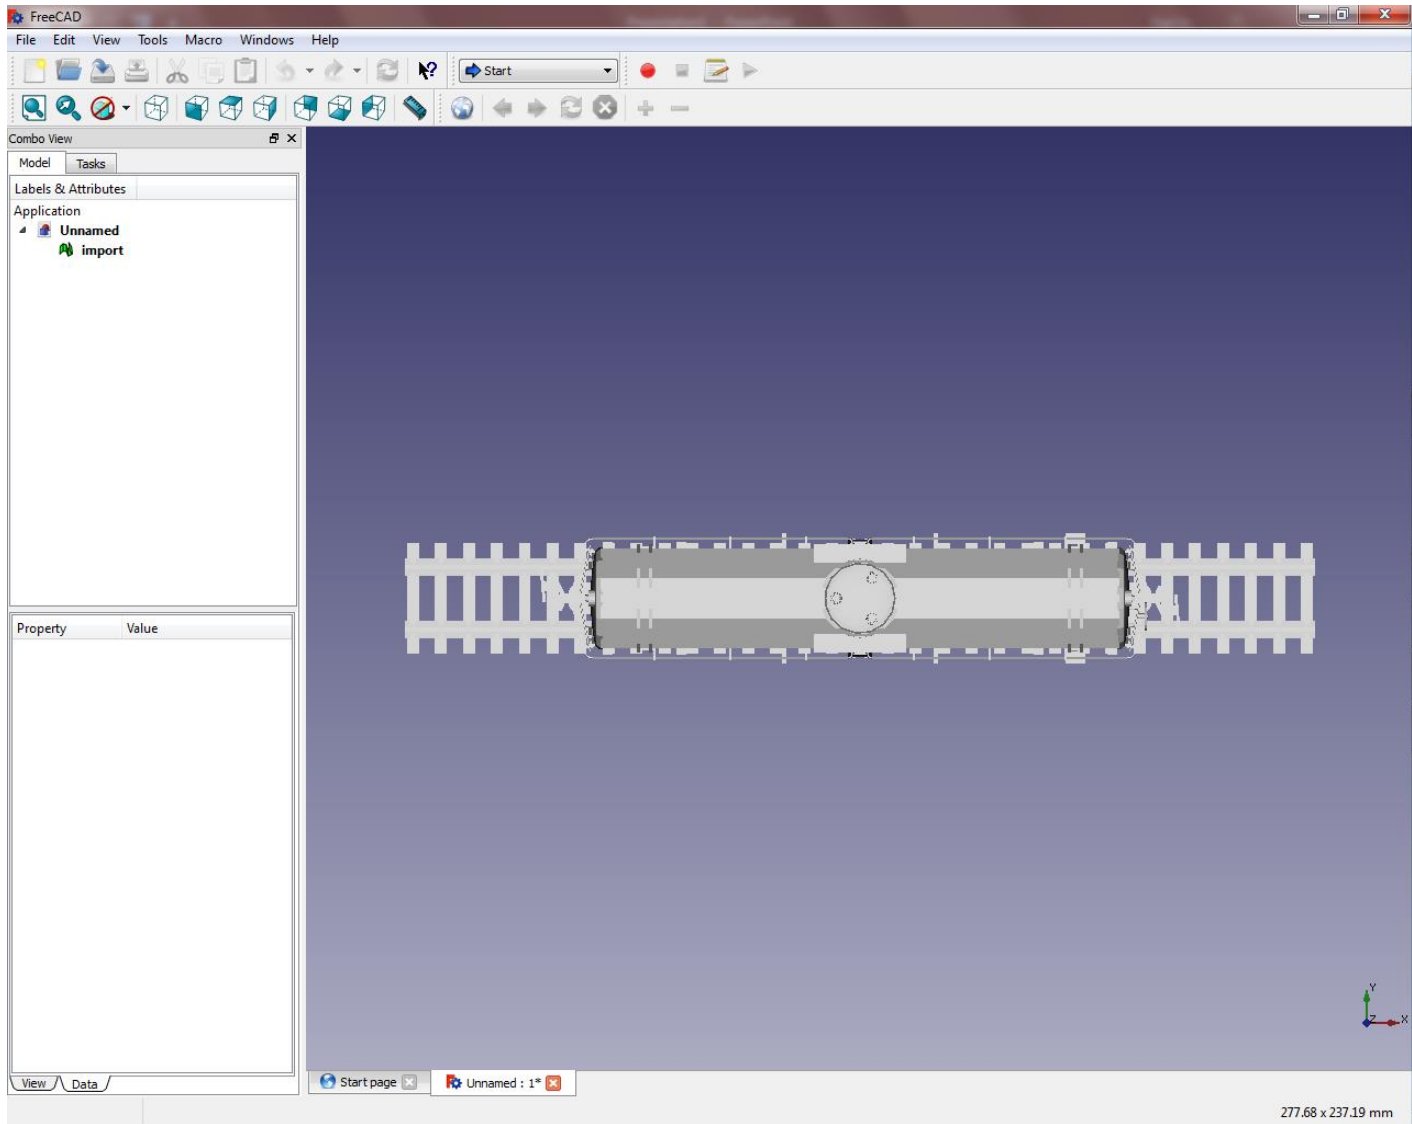 FreeCAD
File Edit View Tools Macro Windows Help
Start
Combo View
Model Tasks
Labels & Attributes
Application
Unnamed
import
Property Value
View Data
Start page Unnamed : 1*
Y
Z X
277.68 x 237.19 mm